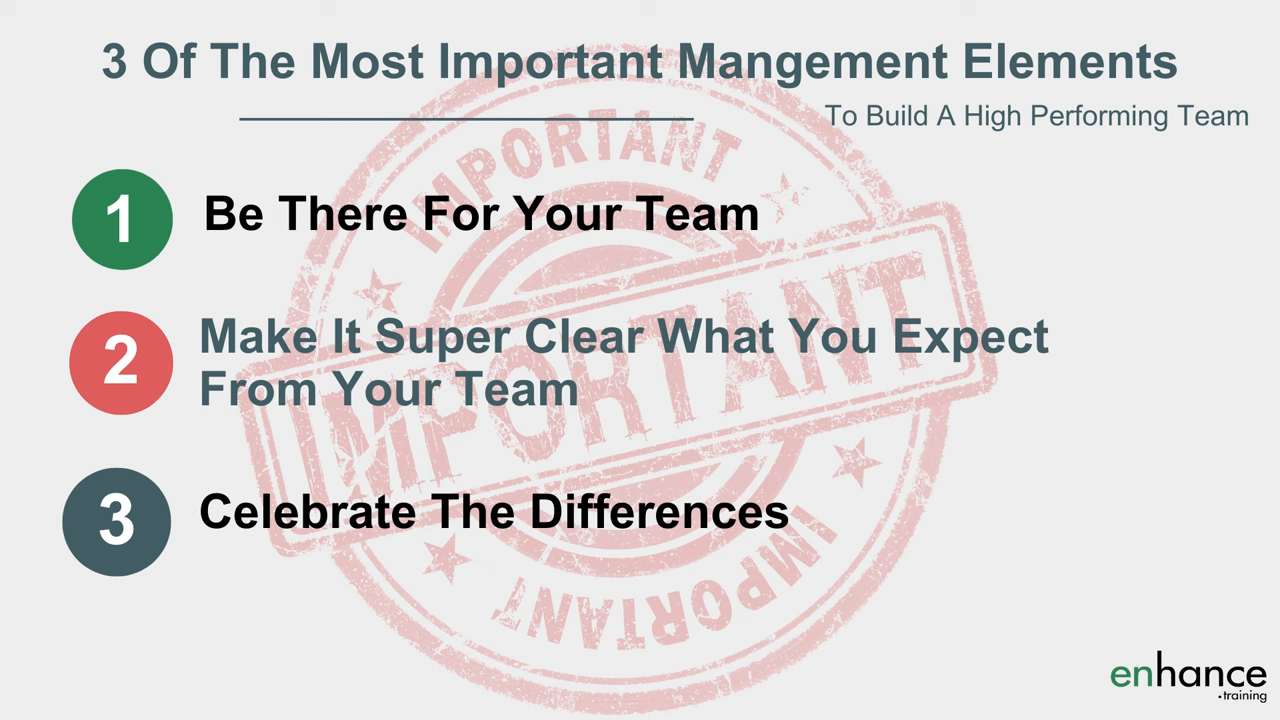 3 Of The Most Important Mangement Elements
To Build A High Performing Team
IMPORTANT
1 Be There For Your Team
2 Make It Super Clear What You Expect
From Your Team
IMPORTANT
3 Celebrate The Differences
IMPORTANT
enhance
.training